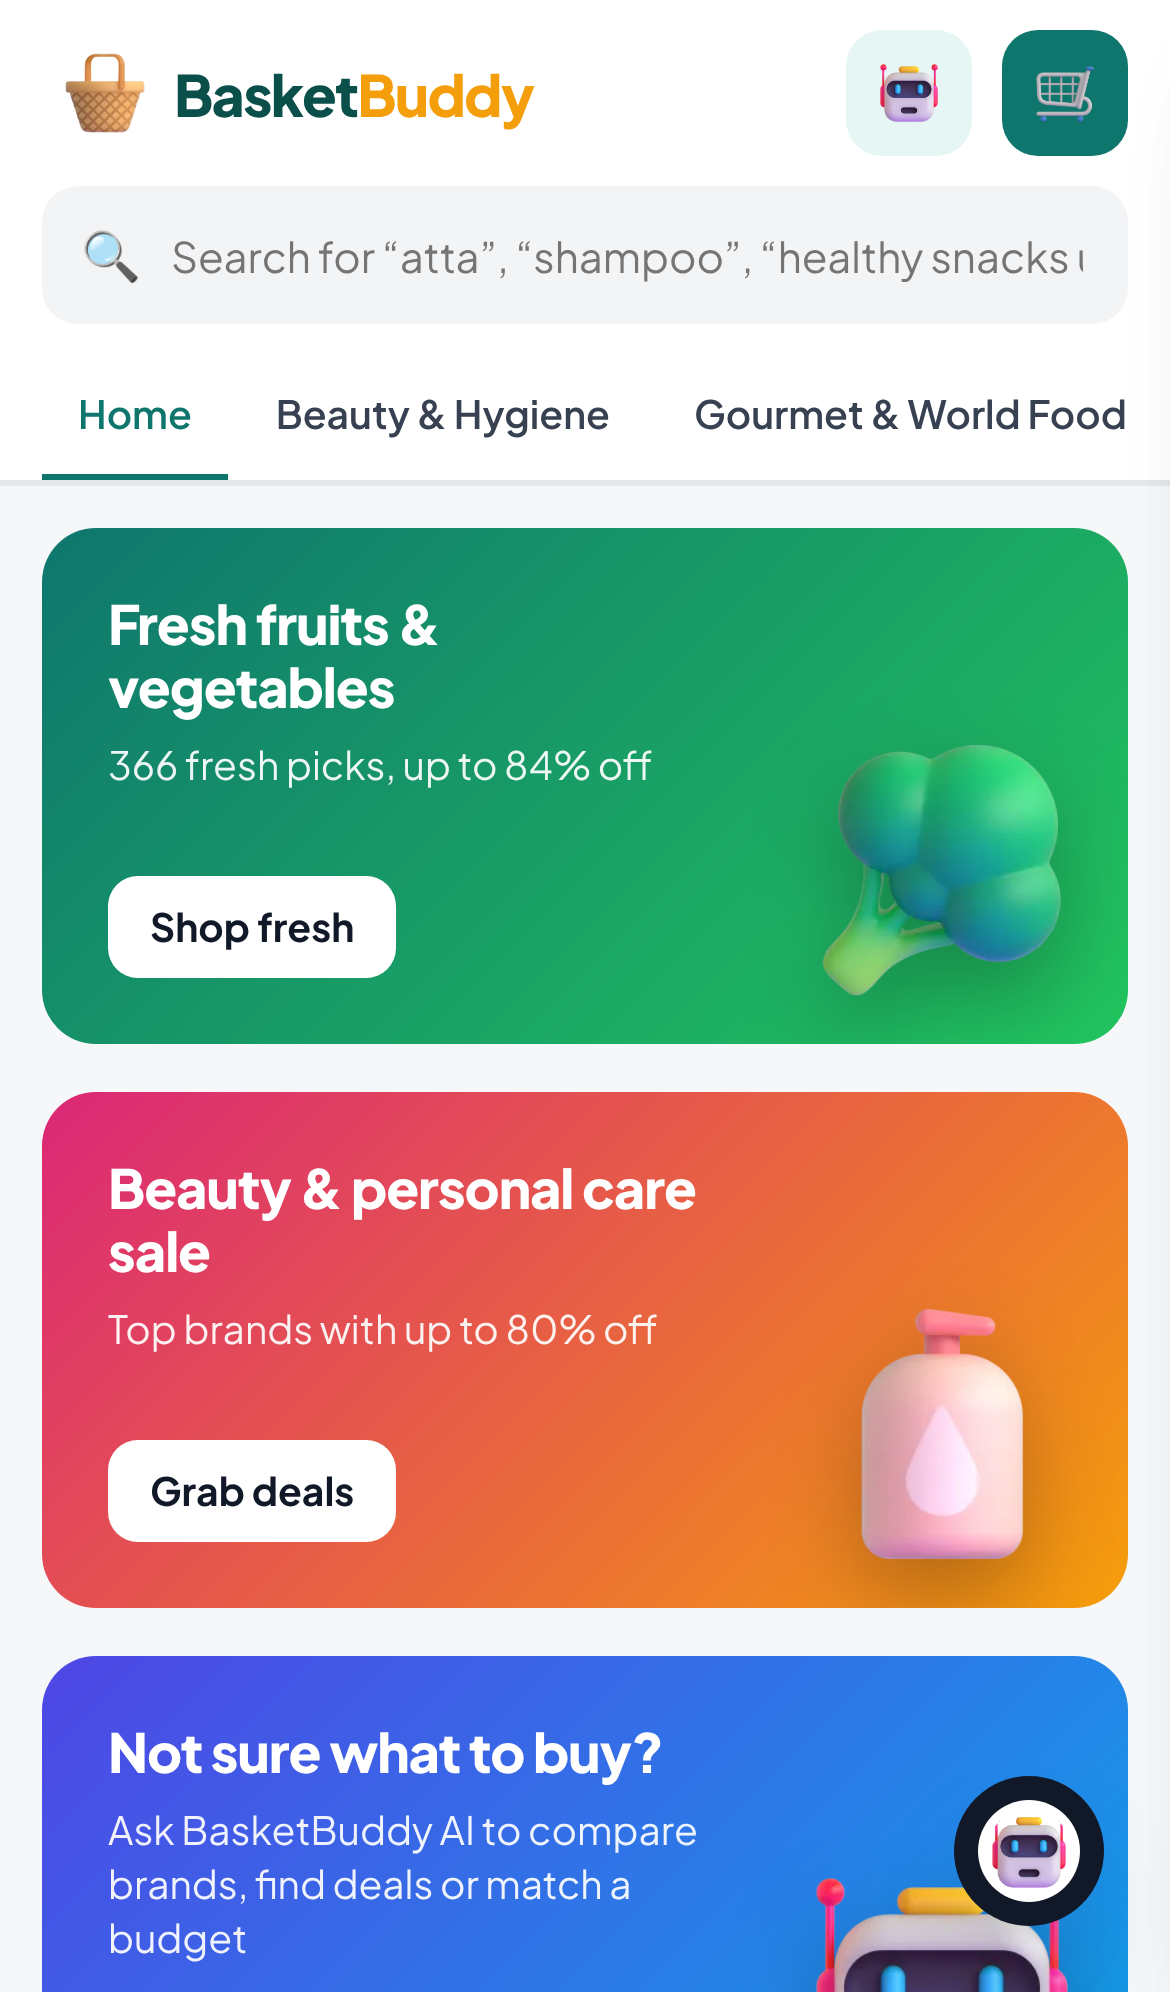 BasketBuddy
Search for “atta”, “shampoo”, “healthy snacks
Home Beauty & Hygiene Gourmet & World Food
Fresh fruits &
vegetables
366 fresh picks, up to 84% off
Shop fresh
Beauty & personal care
sale
Top brands with up to 80% off
Grab deals
Not sure what to buy?
Ask BasketBuddy AI to compare
brands, find deals or match a
budget